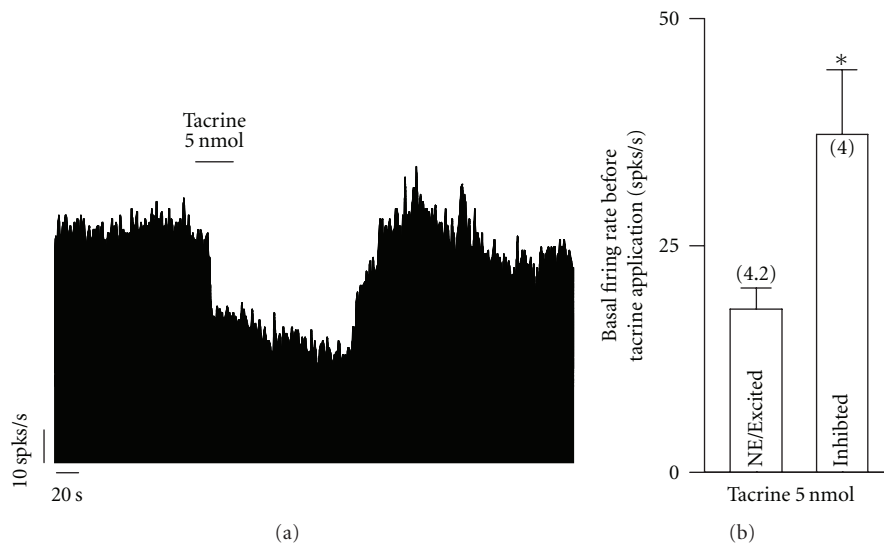 Tacrine
5 nmol
10 spks/s
20 s
(a)
Basal firing rate before
tacrine application (spks/s)
50
25
0
(4.2)
NE/Excited
*
(4)
Inhibted
Tacrine 5 nmol
(b)